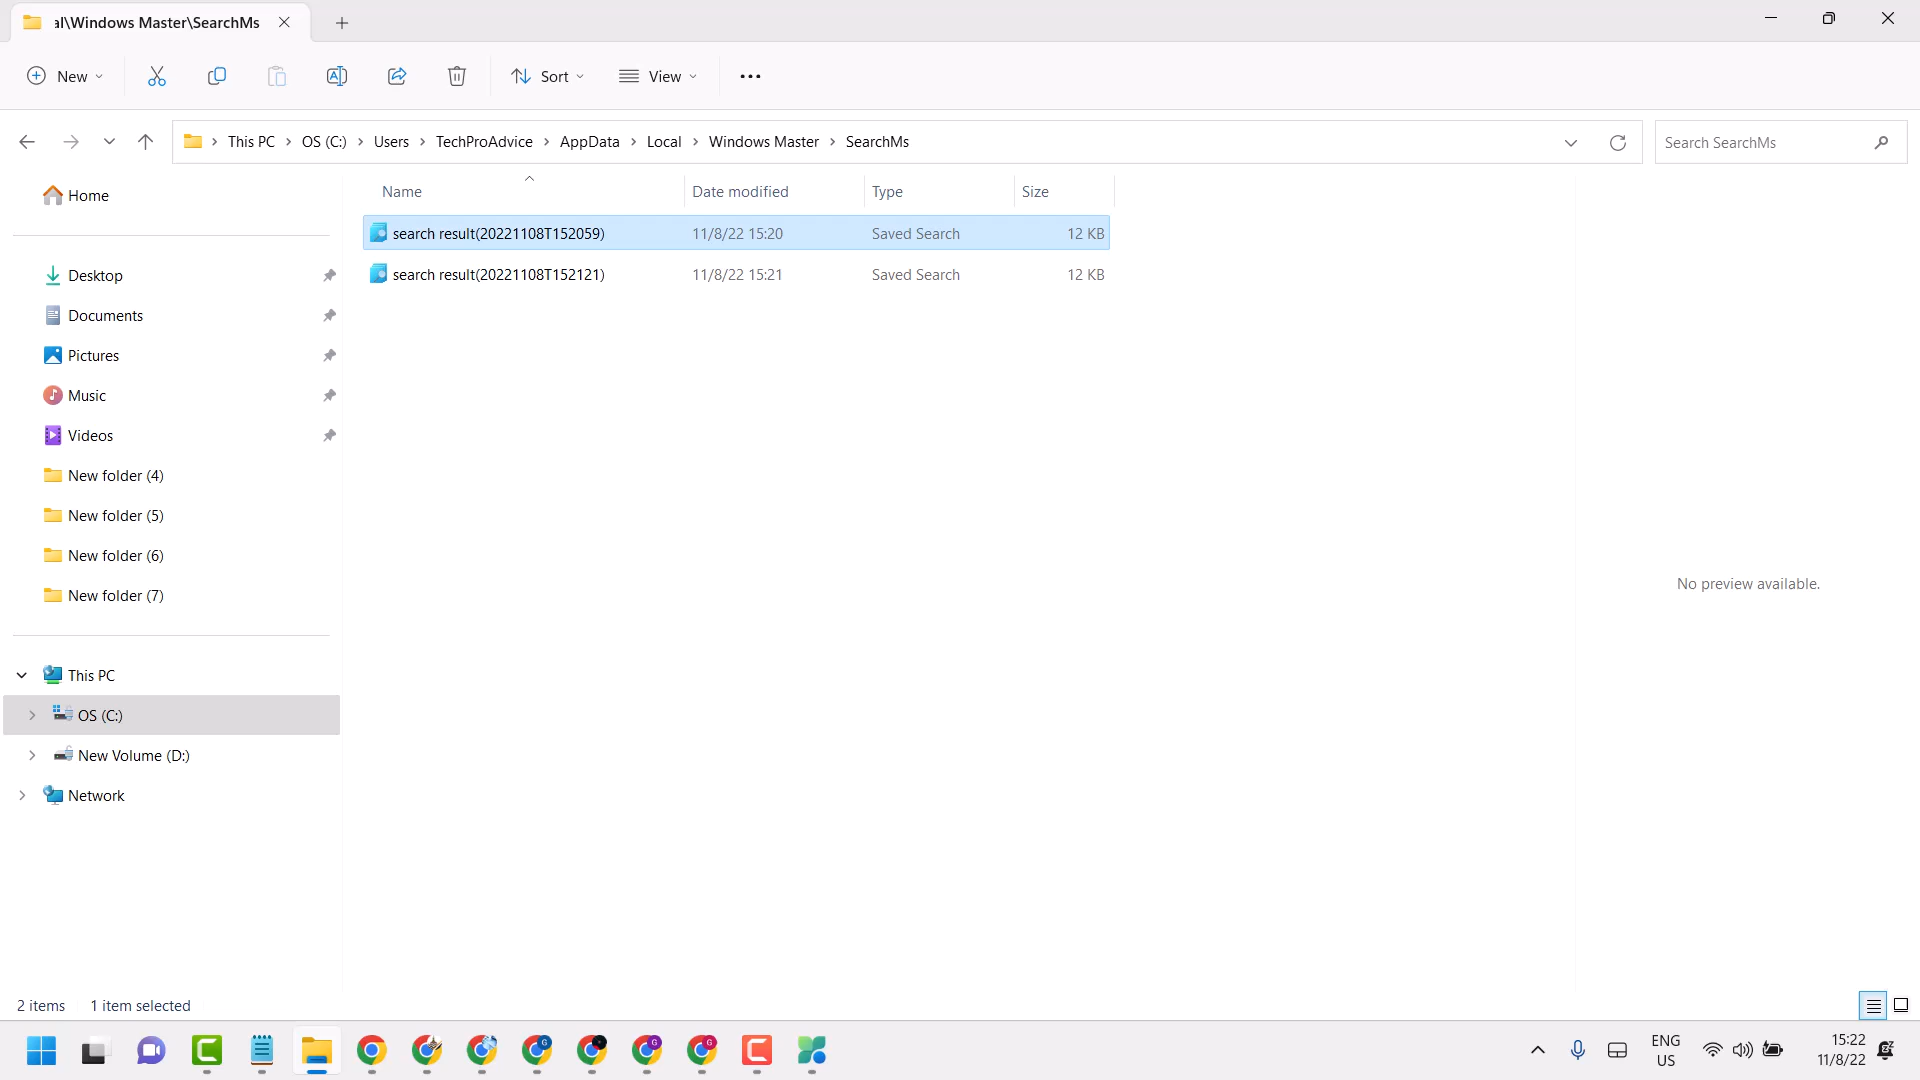 al\Windows Master\SearchMs
New
Sort
View
This PC
OS (C:)
Users
TechProAdvice
AppData
Local
Windows Master
SearchMs
Search SearchMs
Home
Desktop
Documents
Pictures
Music
Videos
New folder (4)
New folder (5)
New folder (6)
New folder (7)
This PC
OS (C:)
New Volume (D:)
Network
Name
Date modified
Type
Size
search result(20221108T152059)
11/8/22 15:20
Saved Search
12 KB
search result(20221108T152121)
11/8/22 15:21
Saved Search
12 KB
No preview available.
2 items
1 item selected
ENG
US
15:22
11/8/22